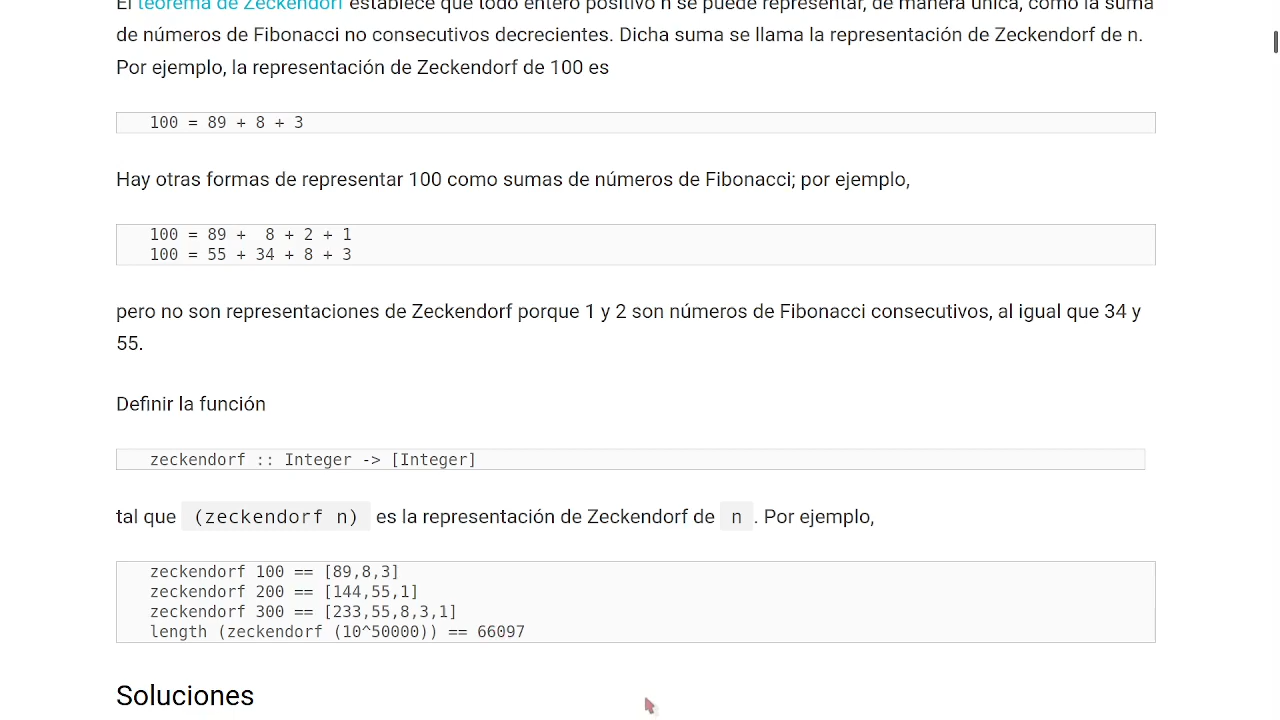 El teorema de Zeckendorf establece que todo entero positivo n se puede representar, de manera única, como la suma
de números de Fibonacci no consecutivos decrecientes. Dicha suma se llama la representación de Zeckendorf de n.
Por ejemplo, la representación de Zeckendorf de 100 es
100 = 89 + 8 + 3
Hay otras formas de representar 100 como sumas de números de Fibonacci; por ejemplo,
100 = 89 +  8 + 2 + 1
100 = 55 + 34 + 8 + 3
pero no son representaciones de Zeckendorf porque 1 y 2 son números de Fibonacci consecutivos, al igual que 34 y
55.
Definir la función
zeckendorf :: Integer -> [Integer]
tal que (zeckendorf n) es la representación de Zeckendorf de n . Por ejemplo,
zeckendorf 100 == [89,8,3]
zeckendorf 200 == [144,55,1]
zeckendorf 300 == [233,55,8,3,1]
length (zeckendorf (10^50000)) == 66097
Soluciones